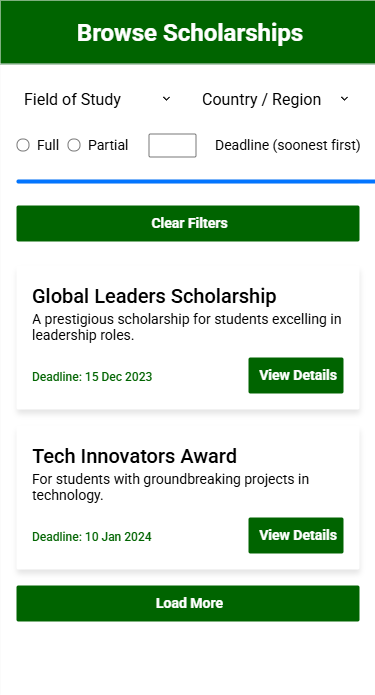 Browse Scholarships
Field of Study Country / Region
Full Partial Deadline (soonest first)
Clear Filters
Global Leaders Scholarship
A prestigious scholarship for students excelling in
leadership roles.
Deadline: 15 Dec 2023 View Details
Tech Innovators Award
For students with groundbreaking projects in
technology.
Deadline: 10 Jan 2024 View Details
Load More